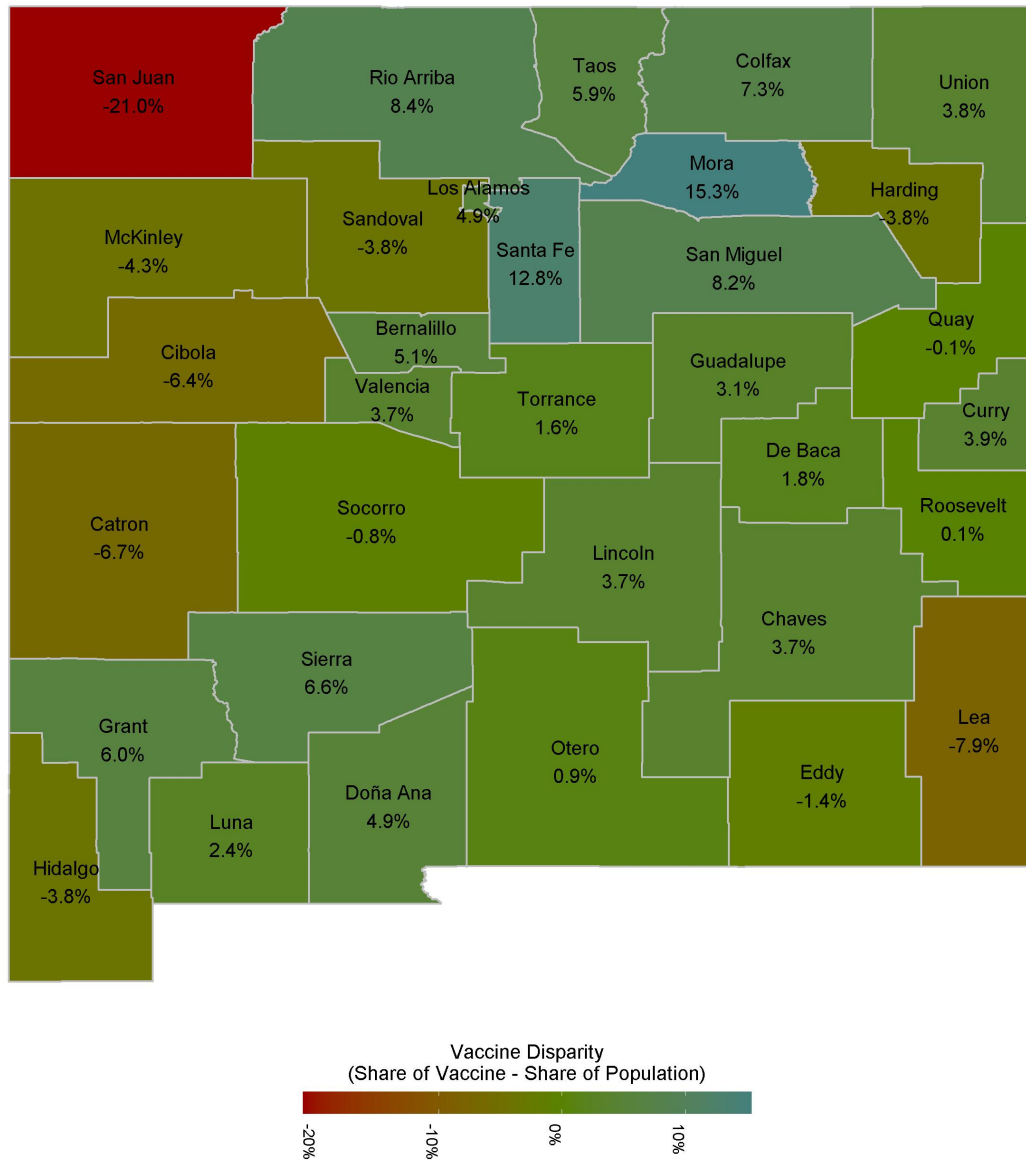 San Juan
-21.0%
Rio Arriba
8.4%
Taos
5.9%
Colfax
7.3%
Union
3.8%
Mora
15.3%
Harding
-3.8%
Los Alamos
4.9%
Sandoval
-3.8%
McKinley
-4.3%
Santa Fe
12.8%
San Miguel
8.2%
Quay
-0.1%
Bernalillo
5.1%
Cibola
-6.4%
Guadalupe
3.1%
Valencia
3.7%
Torrance
1.6%
Curry
3.9%
De Baca
1.8%
Catron
-6.7%
Socorro
-0.8%
Roosevelt
0.1%
Lincoln
3.7%
Chaves
3.7%
Sierra
6.6%
Grant
6.0%
Lea
-7.9%
Otero
0.9%
Eddy
-1.4%
Doña Ana
4.9%
Luna
2.4%
Hidalgo
-3.8%
Vaccine Disparity
(Share of Vaccine - Share of Population)
-20%
-10%
0%
10%